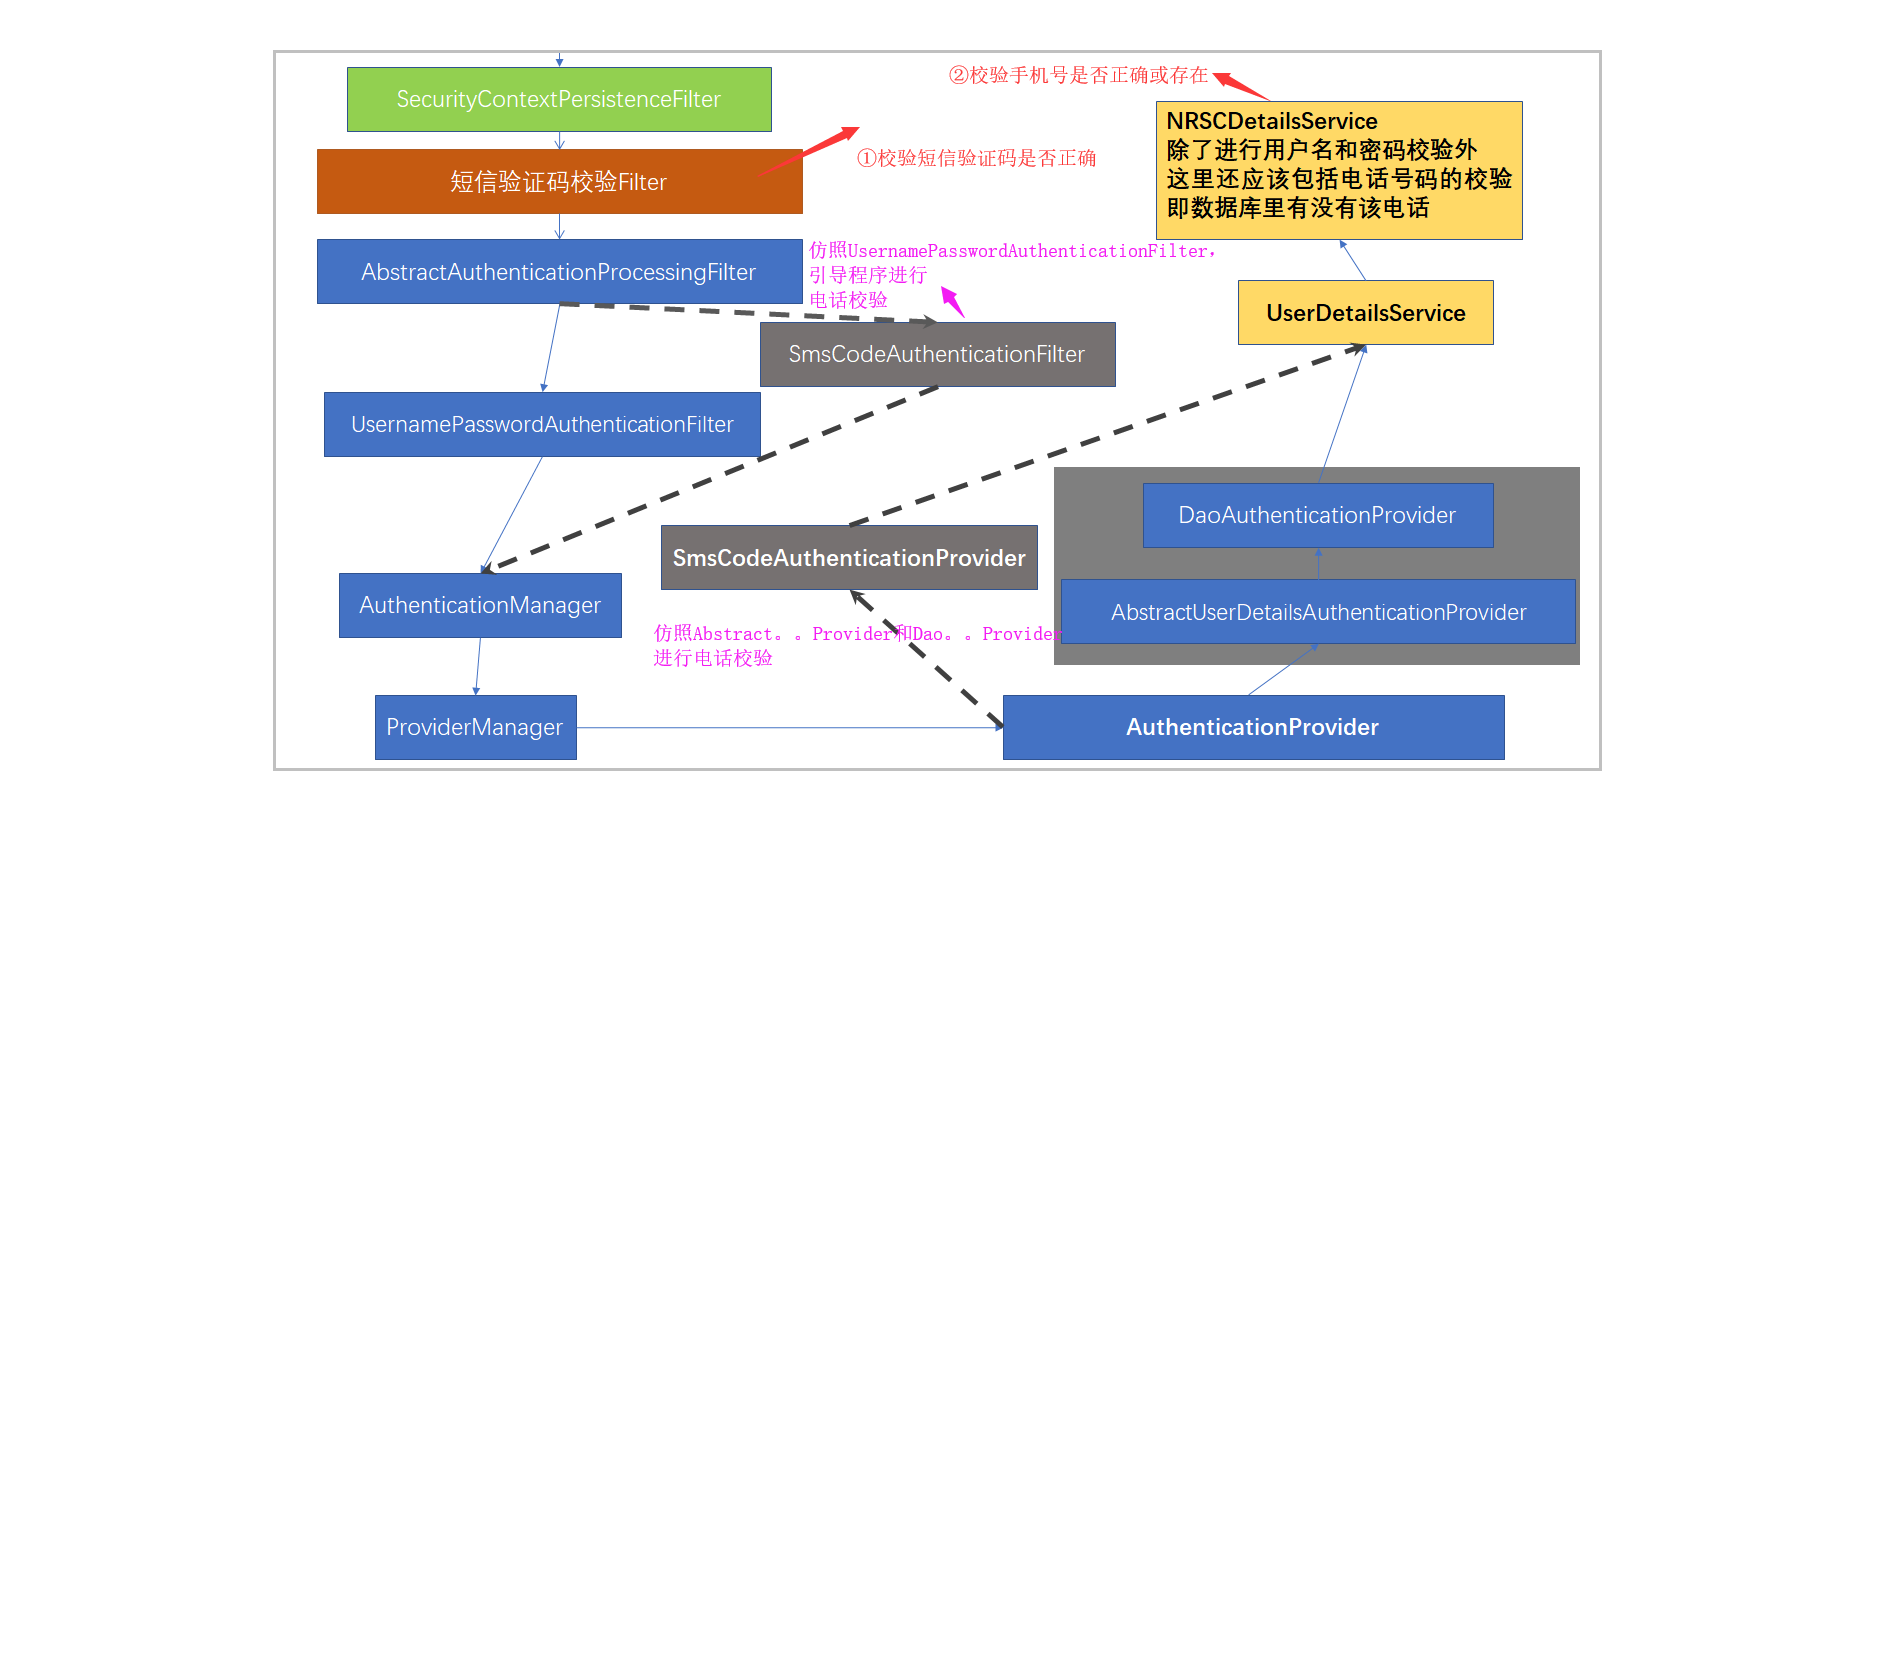 SecurityContextPersistenceFilter
②校验手机号是否正确或存在
NRSCDetailsService
除了进行用户名和密码校验外
这里还应该包括电话号码的校验
即数据库里有没有该电话
①校验短信验证码是否正确
短信验证码校验Filter
AbstractAuthenticationProcessingFilter
仿照UsernamePasswordAuthenticationFilter，
引导程序进行
电话校验
UserDetailsService
SmsCodeAuthenticationFilter
UsernamePasswordAuthenticationFilter
DaoAuthenticationProvider
SmsCodeAuthenticationProvider
AuthenticationManager
AbstractUserDetailsAuthenticationProvider
仿照Abstract。。Provider和Dao。。Provider
进行电话校验
ProviderManager
AuthenticationProvider